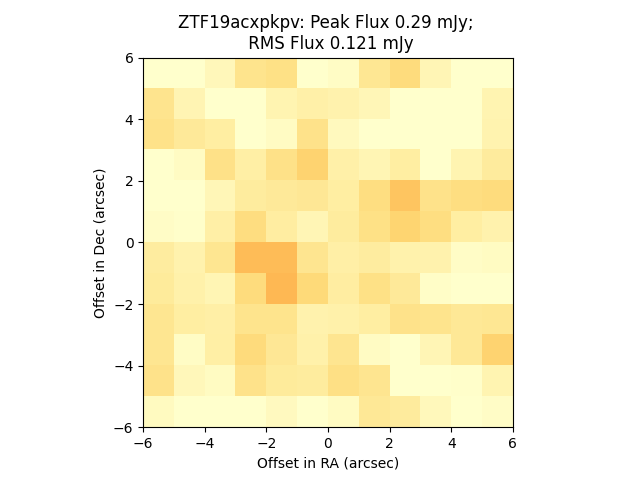 ZTF19acxpkpv: Peak Flux 0.29 mJy;
RMS Flux 0.121 mJy
6
4
2
0
−2
−4
−6
Offset in Dec (arcsec)
−6 −4 −2 0 2 4 6
Offset in RA (arcsec)